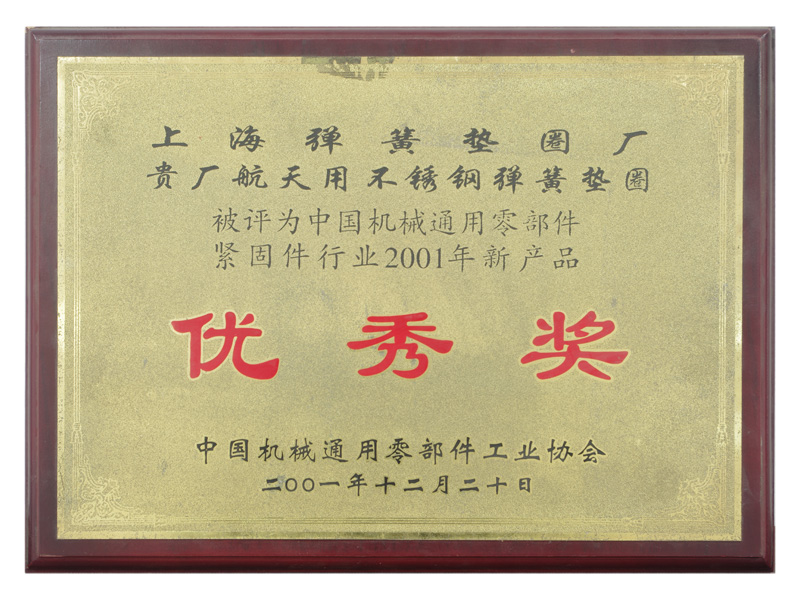 上海弹簧垫圈厂
贵厂航天用不锈钢弹簧垫圈
被评为中国机械通用零部件
紧固件行业2001年新产品
优秀奖
中国机械通用零部件工业协会
二〇〇一年十二月二十日